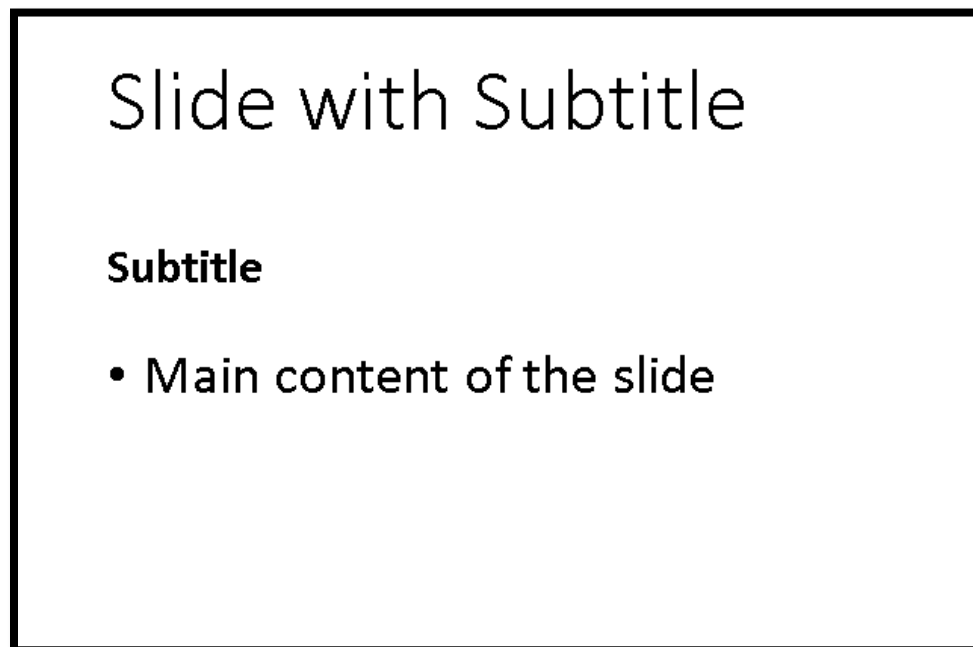 Slide with Subtitle
Subtitle
• Main content of the slide